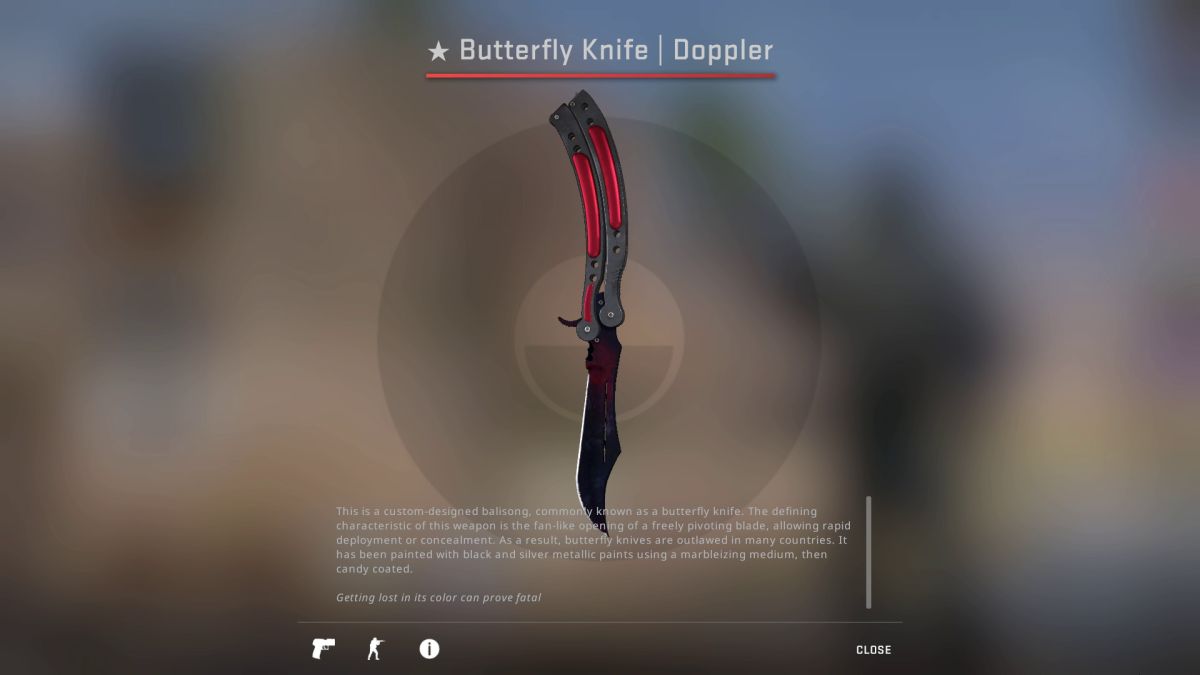 ★ Butterfly Knife | Doppler
This is a custom-designed balisong, commonly known as a butterfly knife. The defining
characteristic of this weapon is the fan-like opening of a freely pivoting blade, allowing rapid
deployment or concealment. As a result, butterfly knives are outlawed in many countries. It
has been painted with black and silver metallic paints using a marbleizing medium, then
candy coated.
Getting lost in its color can prove fatal
CLOSE